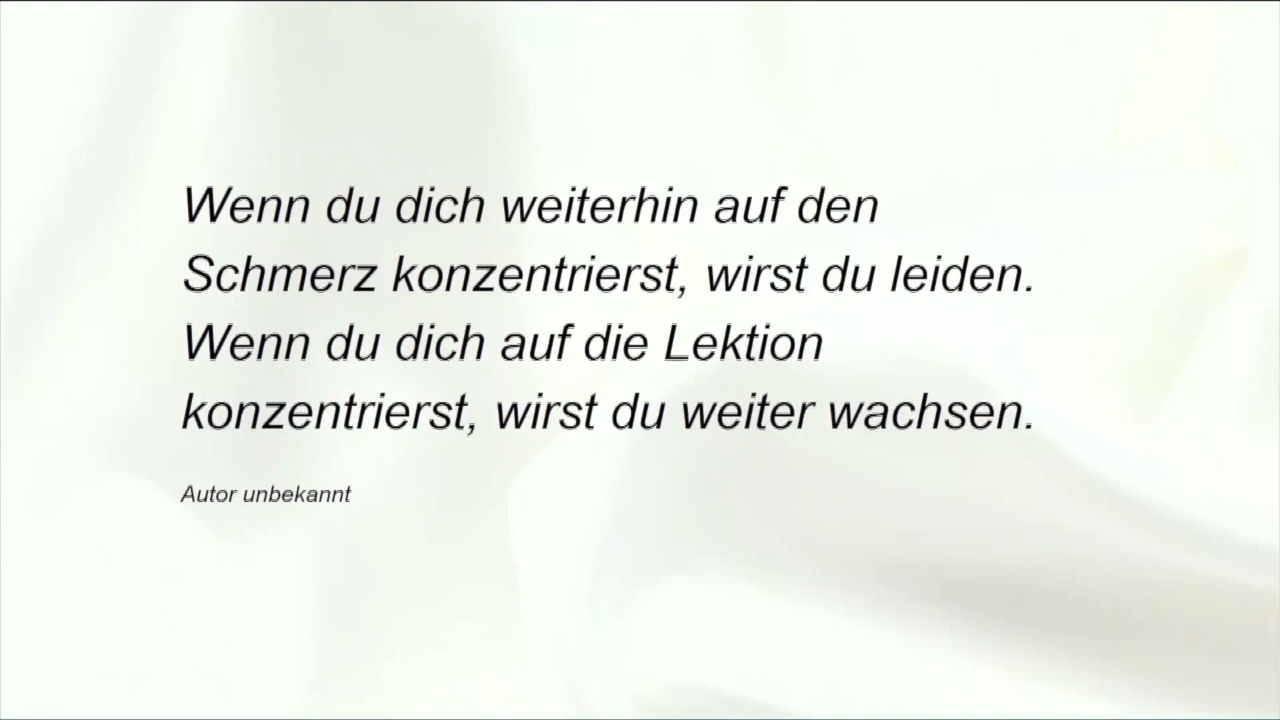 Wenn du dich weiterhin auf den
Schmerz konzentrierst, wirst du leiden.
Wenn du dich auf die Lektion
konzentrierst, wirst du weiter wachsen.
Autor unbekannt